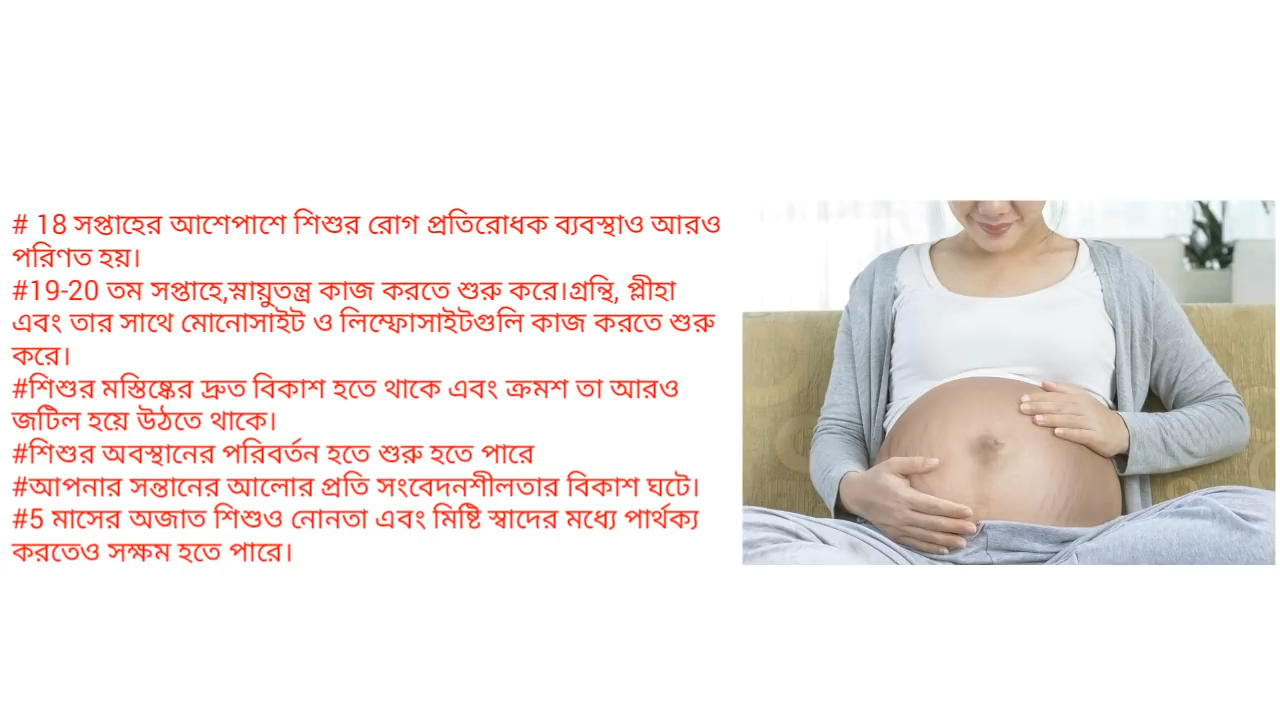 # 18 সপ্তাহের আশেপাশে শিশুর রোগ প্রতিরোধক ব্যবস্থাও আরও
পরিণত হয়।
#19-20 তম সপ্তাহে,স্নায়ুতন্ত্র কাজ করতে শুরু করে।গ্রন্থি, প্লীহা
এবং তার সাথে মোনোসাইট ও লিম্ফোসাইটগুলি কাজ করতে শুরু
করে।
#শিশুর মস্তিষ্কের দ্রুত বিকাশ হতে থাকে এবং ক্রমশ তা আরও
জটিল হয়ে উঠতে থাকে।
#শিশুর অবস্থানের পরিবর্তন হতে শুরু হতে পারে
#আপনার সন্তানের আলোর প্রতি সংবেদনশীলতার বিকাশ ঘটে।
#5 মাসের অজাত শিশুও নোনতা এবং মিষ্টি স্বাদের মধ্যে পার্থক্য
করতেও সক্ষম হতে পারে।